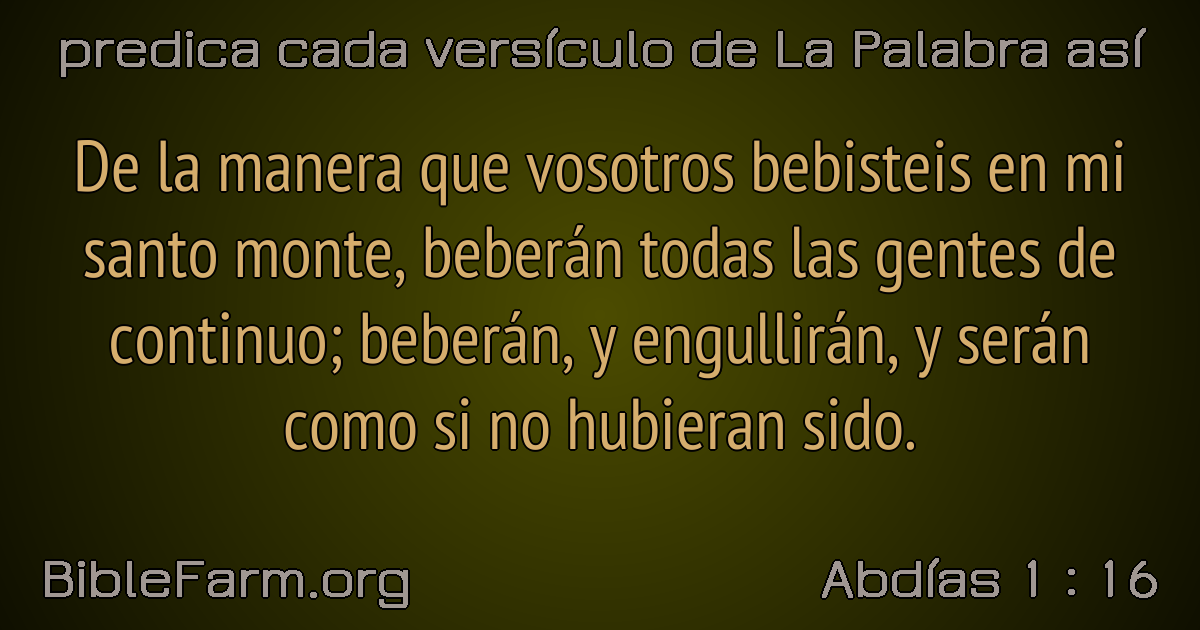 predica cada versículo de La Palabra así
De la manera que vosotros bebisteis en mi
santo monte, beberán todas las gentes de
continuo; beberán, y engullirán, y serán
como si no hubieran sido.
BibleFarm.org
Abdías 1 : 16